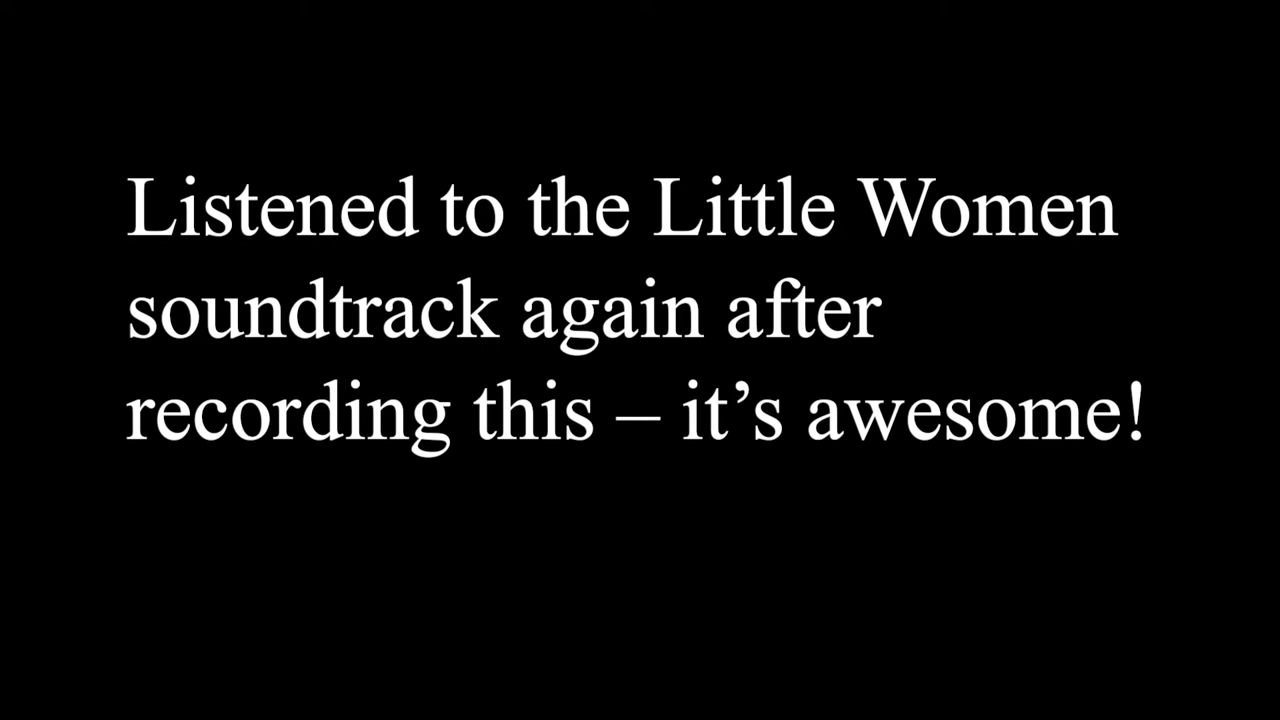 Listened to the Little Women
soundtrack again after
recording this – it’s awesome!